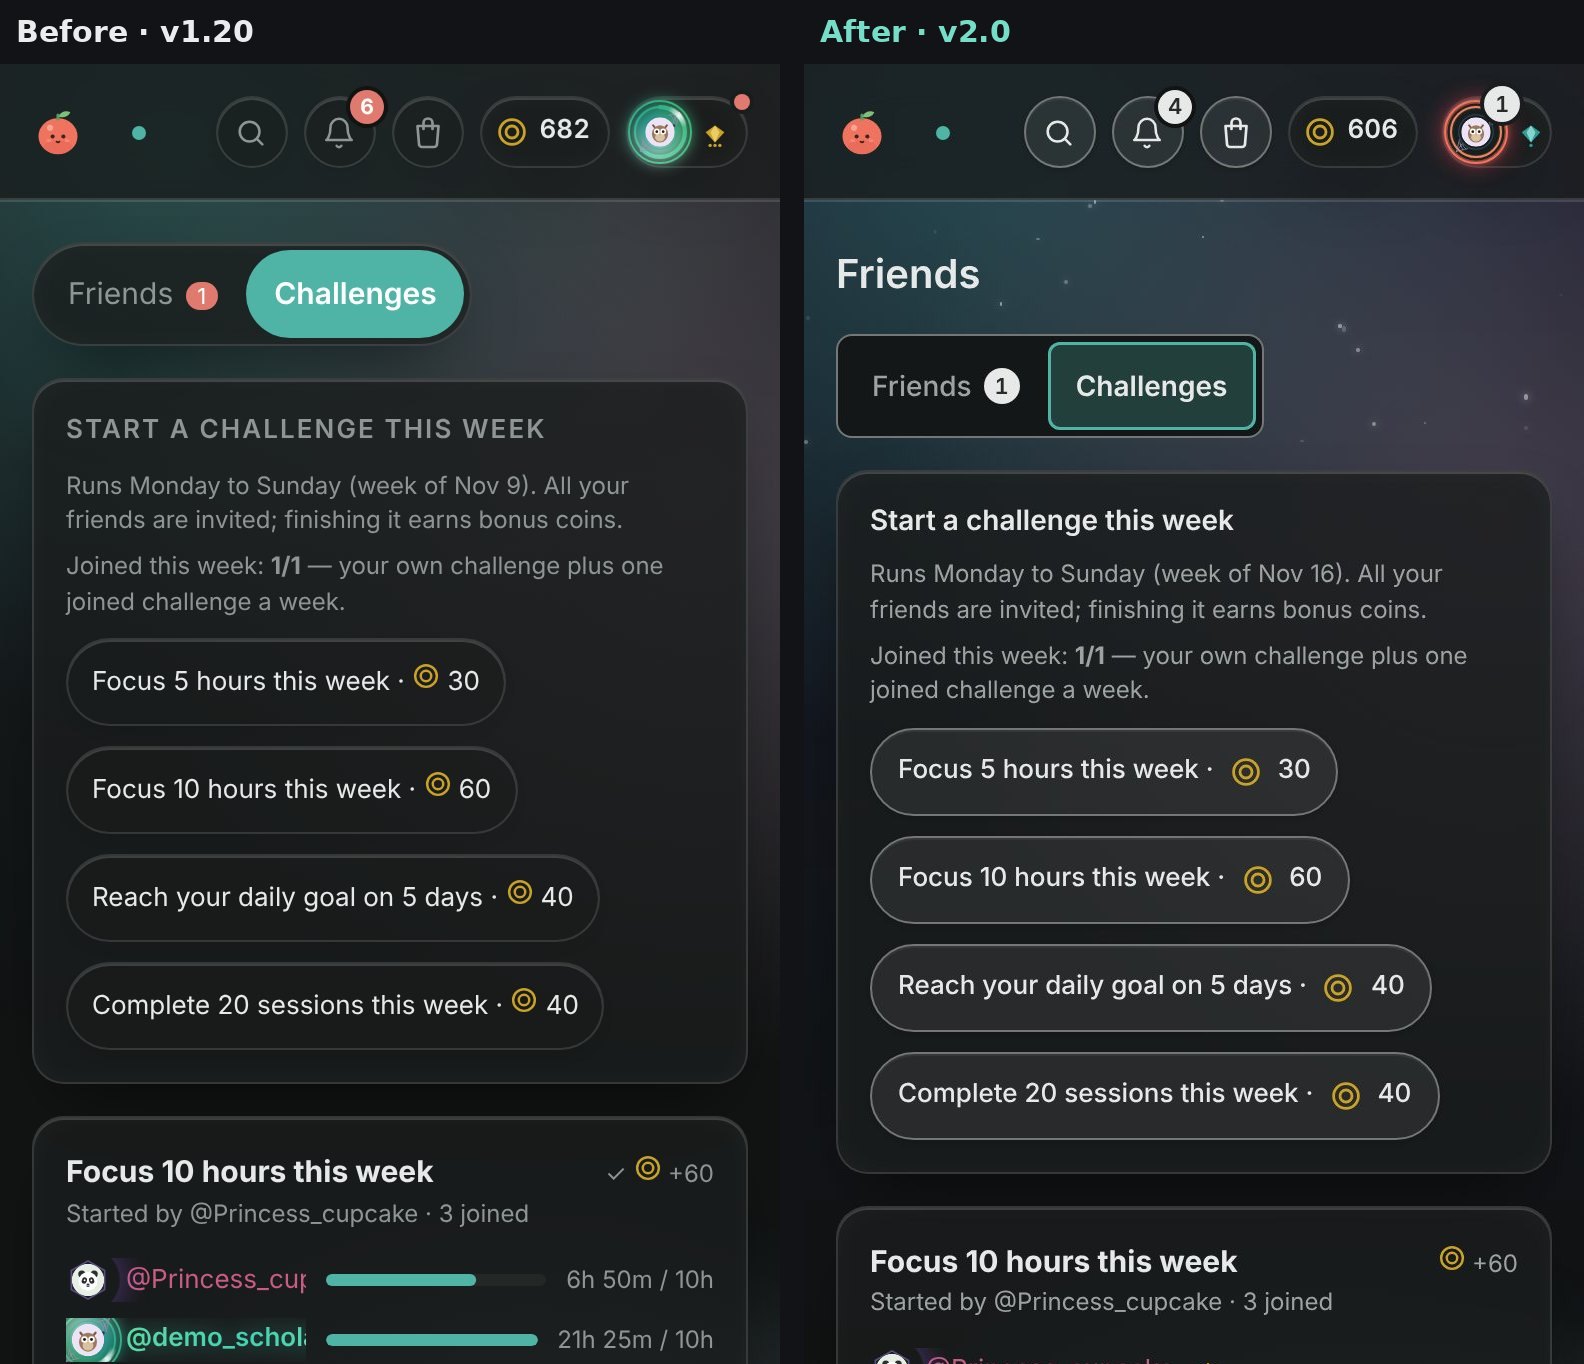 Before · v1.20
6
682
Friends 1 Challenges
START A CHALLENGE THIS WEEK
Runs Monday to Sunday (week of Nov 9). All your
friends are invited; finishing it earns bonus coins.
Joined this week: 1/1 — your own challenge plus one
joined challenge a week.
Focus 5 hours this week · 30
Focus 10 hours this week · 60
Reach your daily goal on 5 days · 40
Complete 20 sessions this week · 40
Focus 10 hours this week ✓ +60
Started by @Princess_cupcake · 3 joined
@Princess_cup 6h 50m / 10h
@demo_schol 21h 25m / 10h
After · v2.0
4
606
1
Friends
Friends 1 Challenges
Start a challenge this week
Runs Monday to Sunday (week of Nov 16). All your
friends are invited; finishing it earns bonus coins.
Joined this week: 1/1 — your own challenge plus one
joined challenge a week.
Focus 5 hours this week · 30
Focus 10 hours this week · 60
Reach your daily goal on 5 days · 40
Complete 20 sessions this week · 40
Focus 10 hours this week +60
Started by @Princess_cupcake · 3 joined